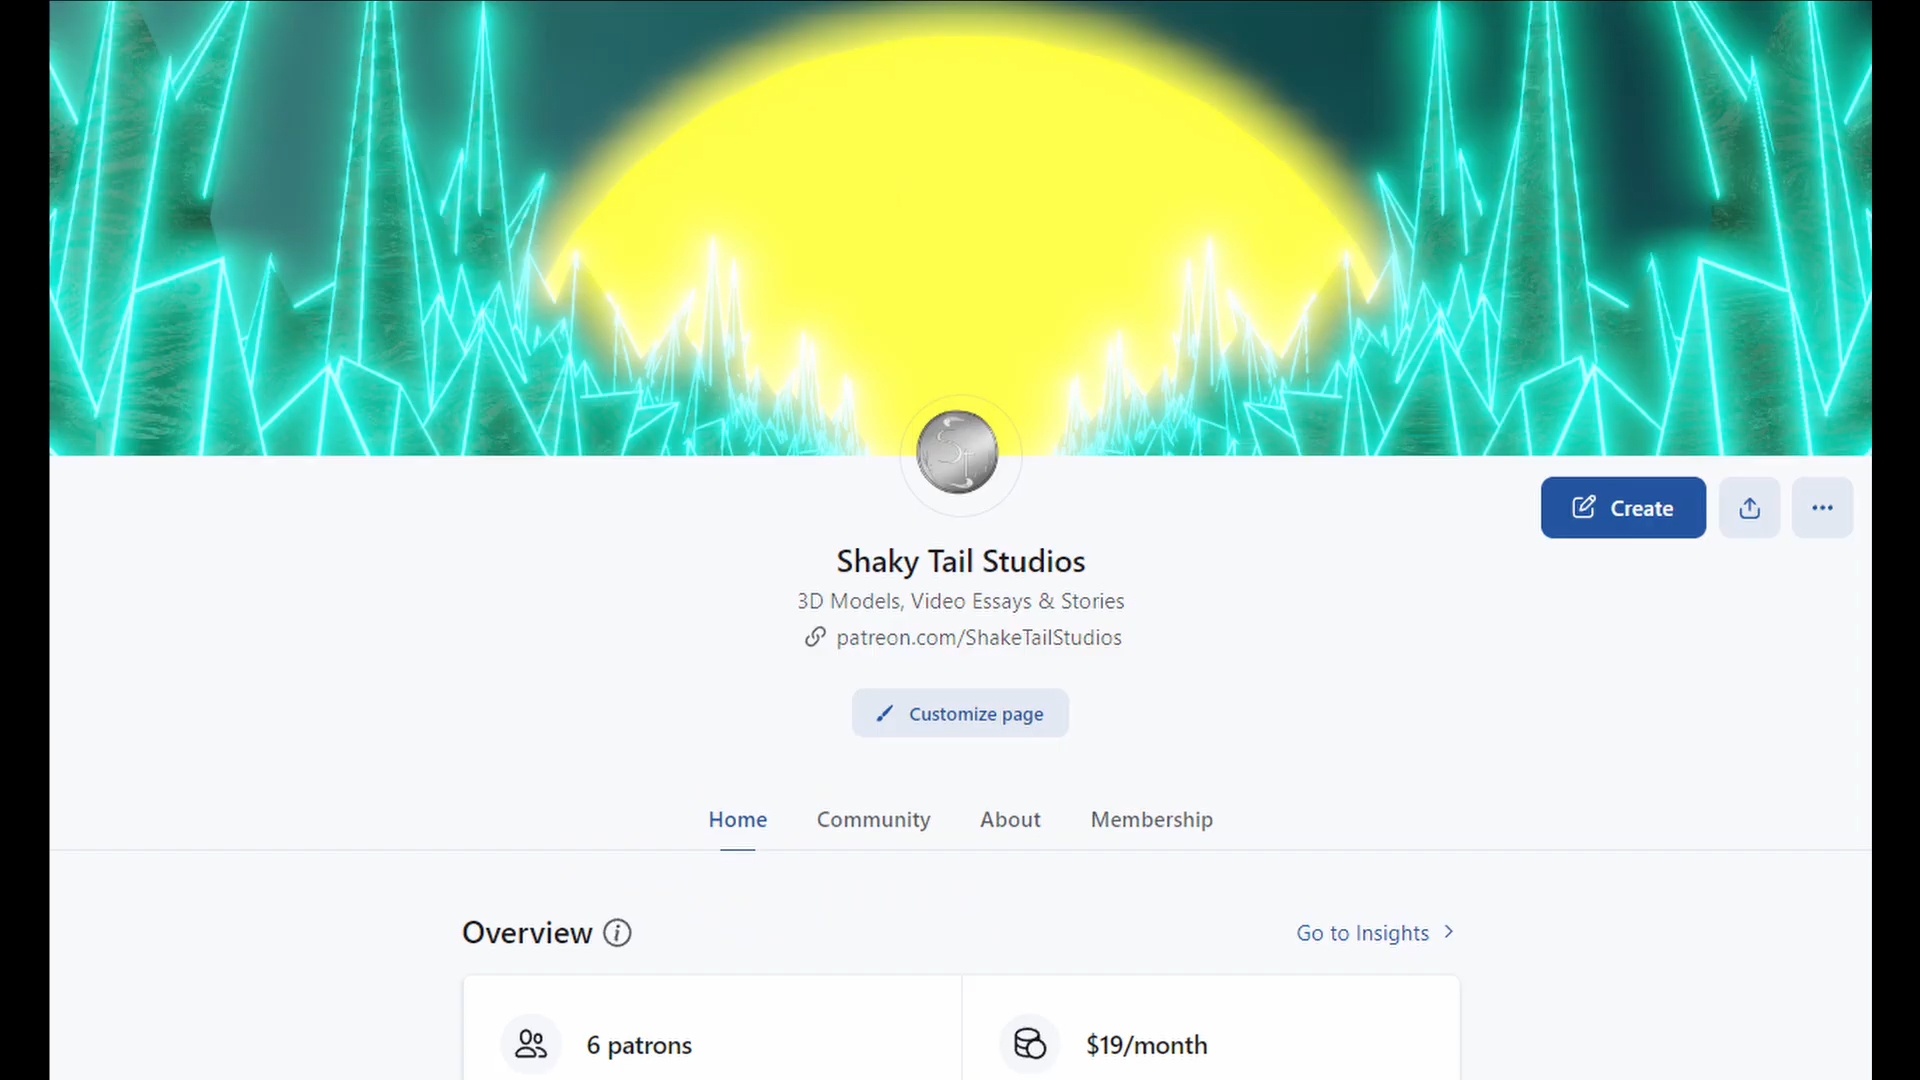 ST
Create
Shaky Tail Studios
3D Models, Video Essays & Stories
patreon.com/ShakeTailStudios
Customize page
Home Community About Membership
Overview
Go to Insights
6 patrons
$19/month